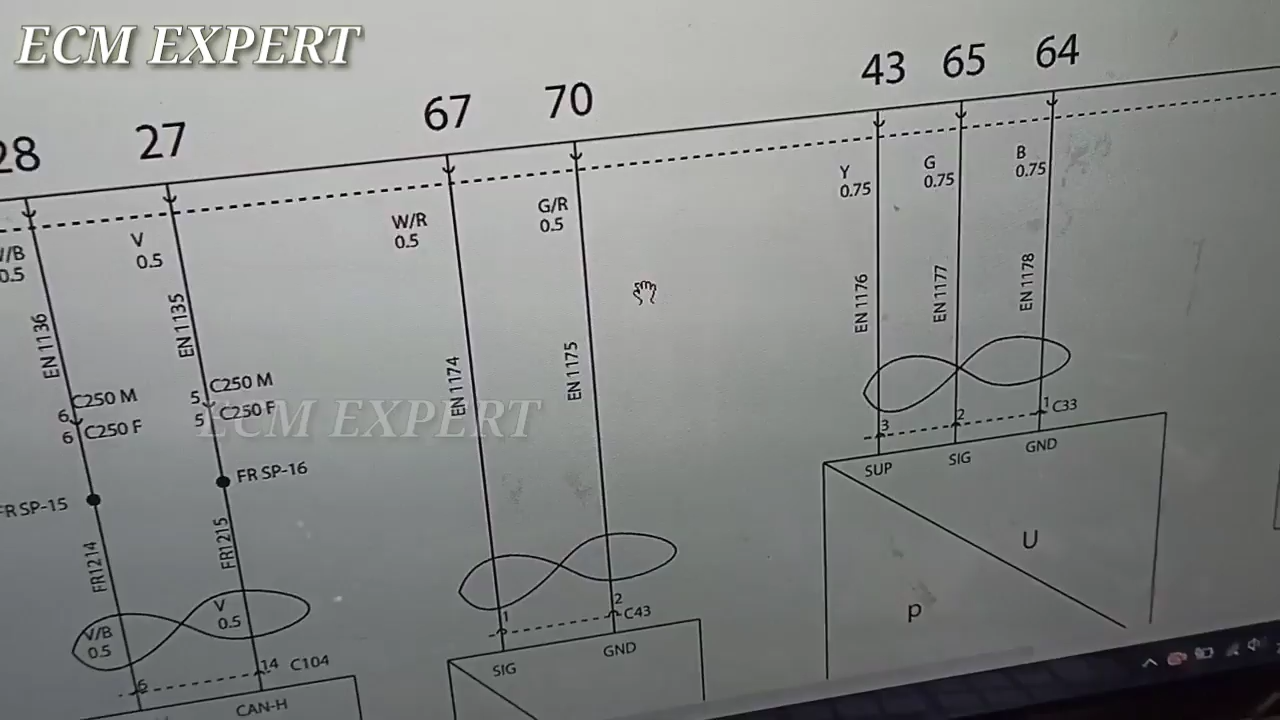 ECM EXPERT
28
27
67
70
43
65
64
V/B
0.5
V
0.5
W/R
0.5
G/R
0.5
Y
0.75
G
0.75
B
0.75
EN 1136
EN 1135
EN 1174
EN 1175
EN 1176
EN 1177
EN 1178
6 C250 M
6 C250 F
5 C250 M
5 C250 F
ECM EXPERT
FR SP-15
FR SP-16
FR1214
FR1215
V/B
0.5
V
0.5
6
14 C104
CAN-H
1
2 C43
SIG
GND
3
2
1 C33
SUP
SIG
GND
p
U